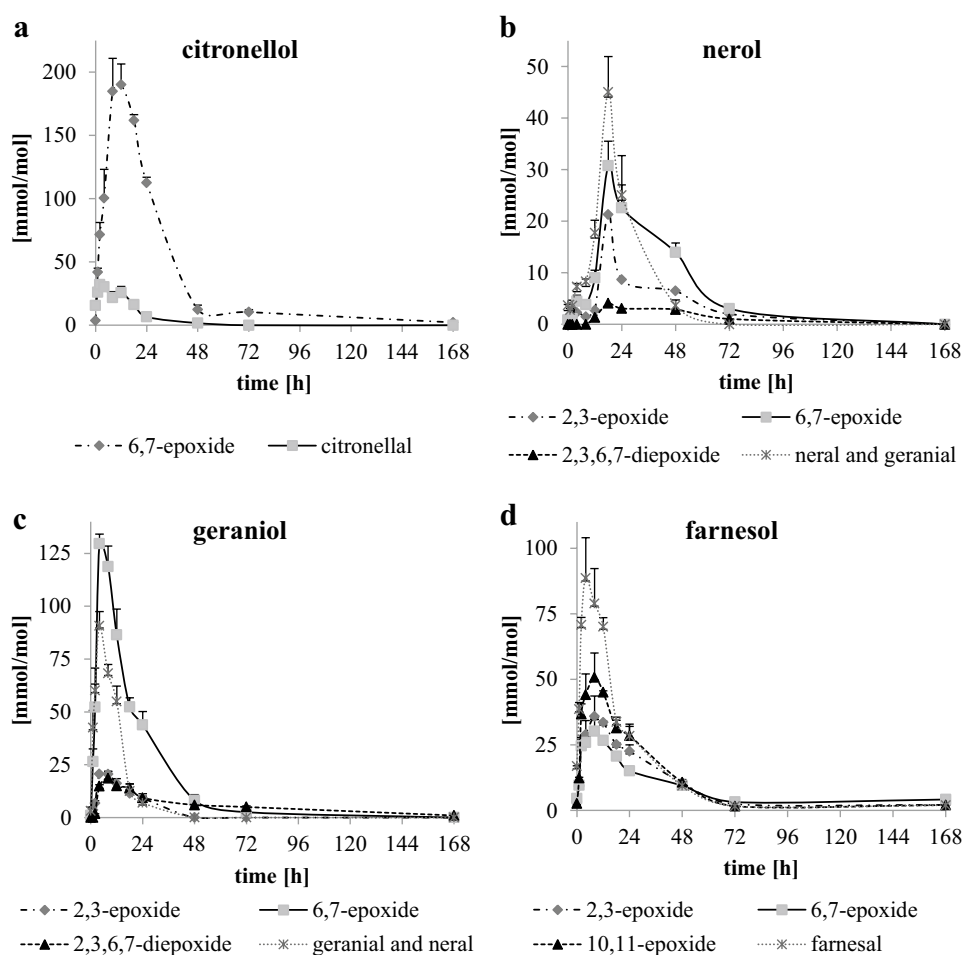 a
citronellol
200
150
100
50
0
[mmol/mol]
0 24 48 72 96 120 144 168
time [h]
6,7-epoxide citronellal
b
nerol
50
40
30
20
10
0
[mmol/mol]
0 24 48 72 96 120 144 168
time [h]
2,3-epoxide 6,7-epoxide
2,3,6,7-diepoxide neral and geranial
c
geraniol
125
100
75
50
25
0
[mmol/mol]
0 24 48 72 96 120 144 168
time [h]
2,3-epoxide 6,7-epoxide
2,3,6,7-diepoxide geranial and neral
d
farnesol
100
75
50
25
0
[mmol/mol]
0 24 48 72 96 120 144 168
time [h]
2,3-epoxide 6,7-epoxide
10,11-epoxide farnesal